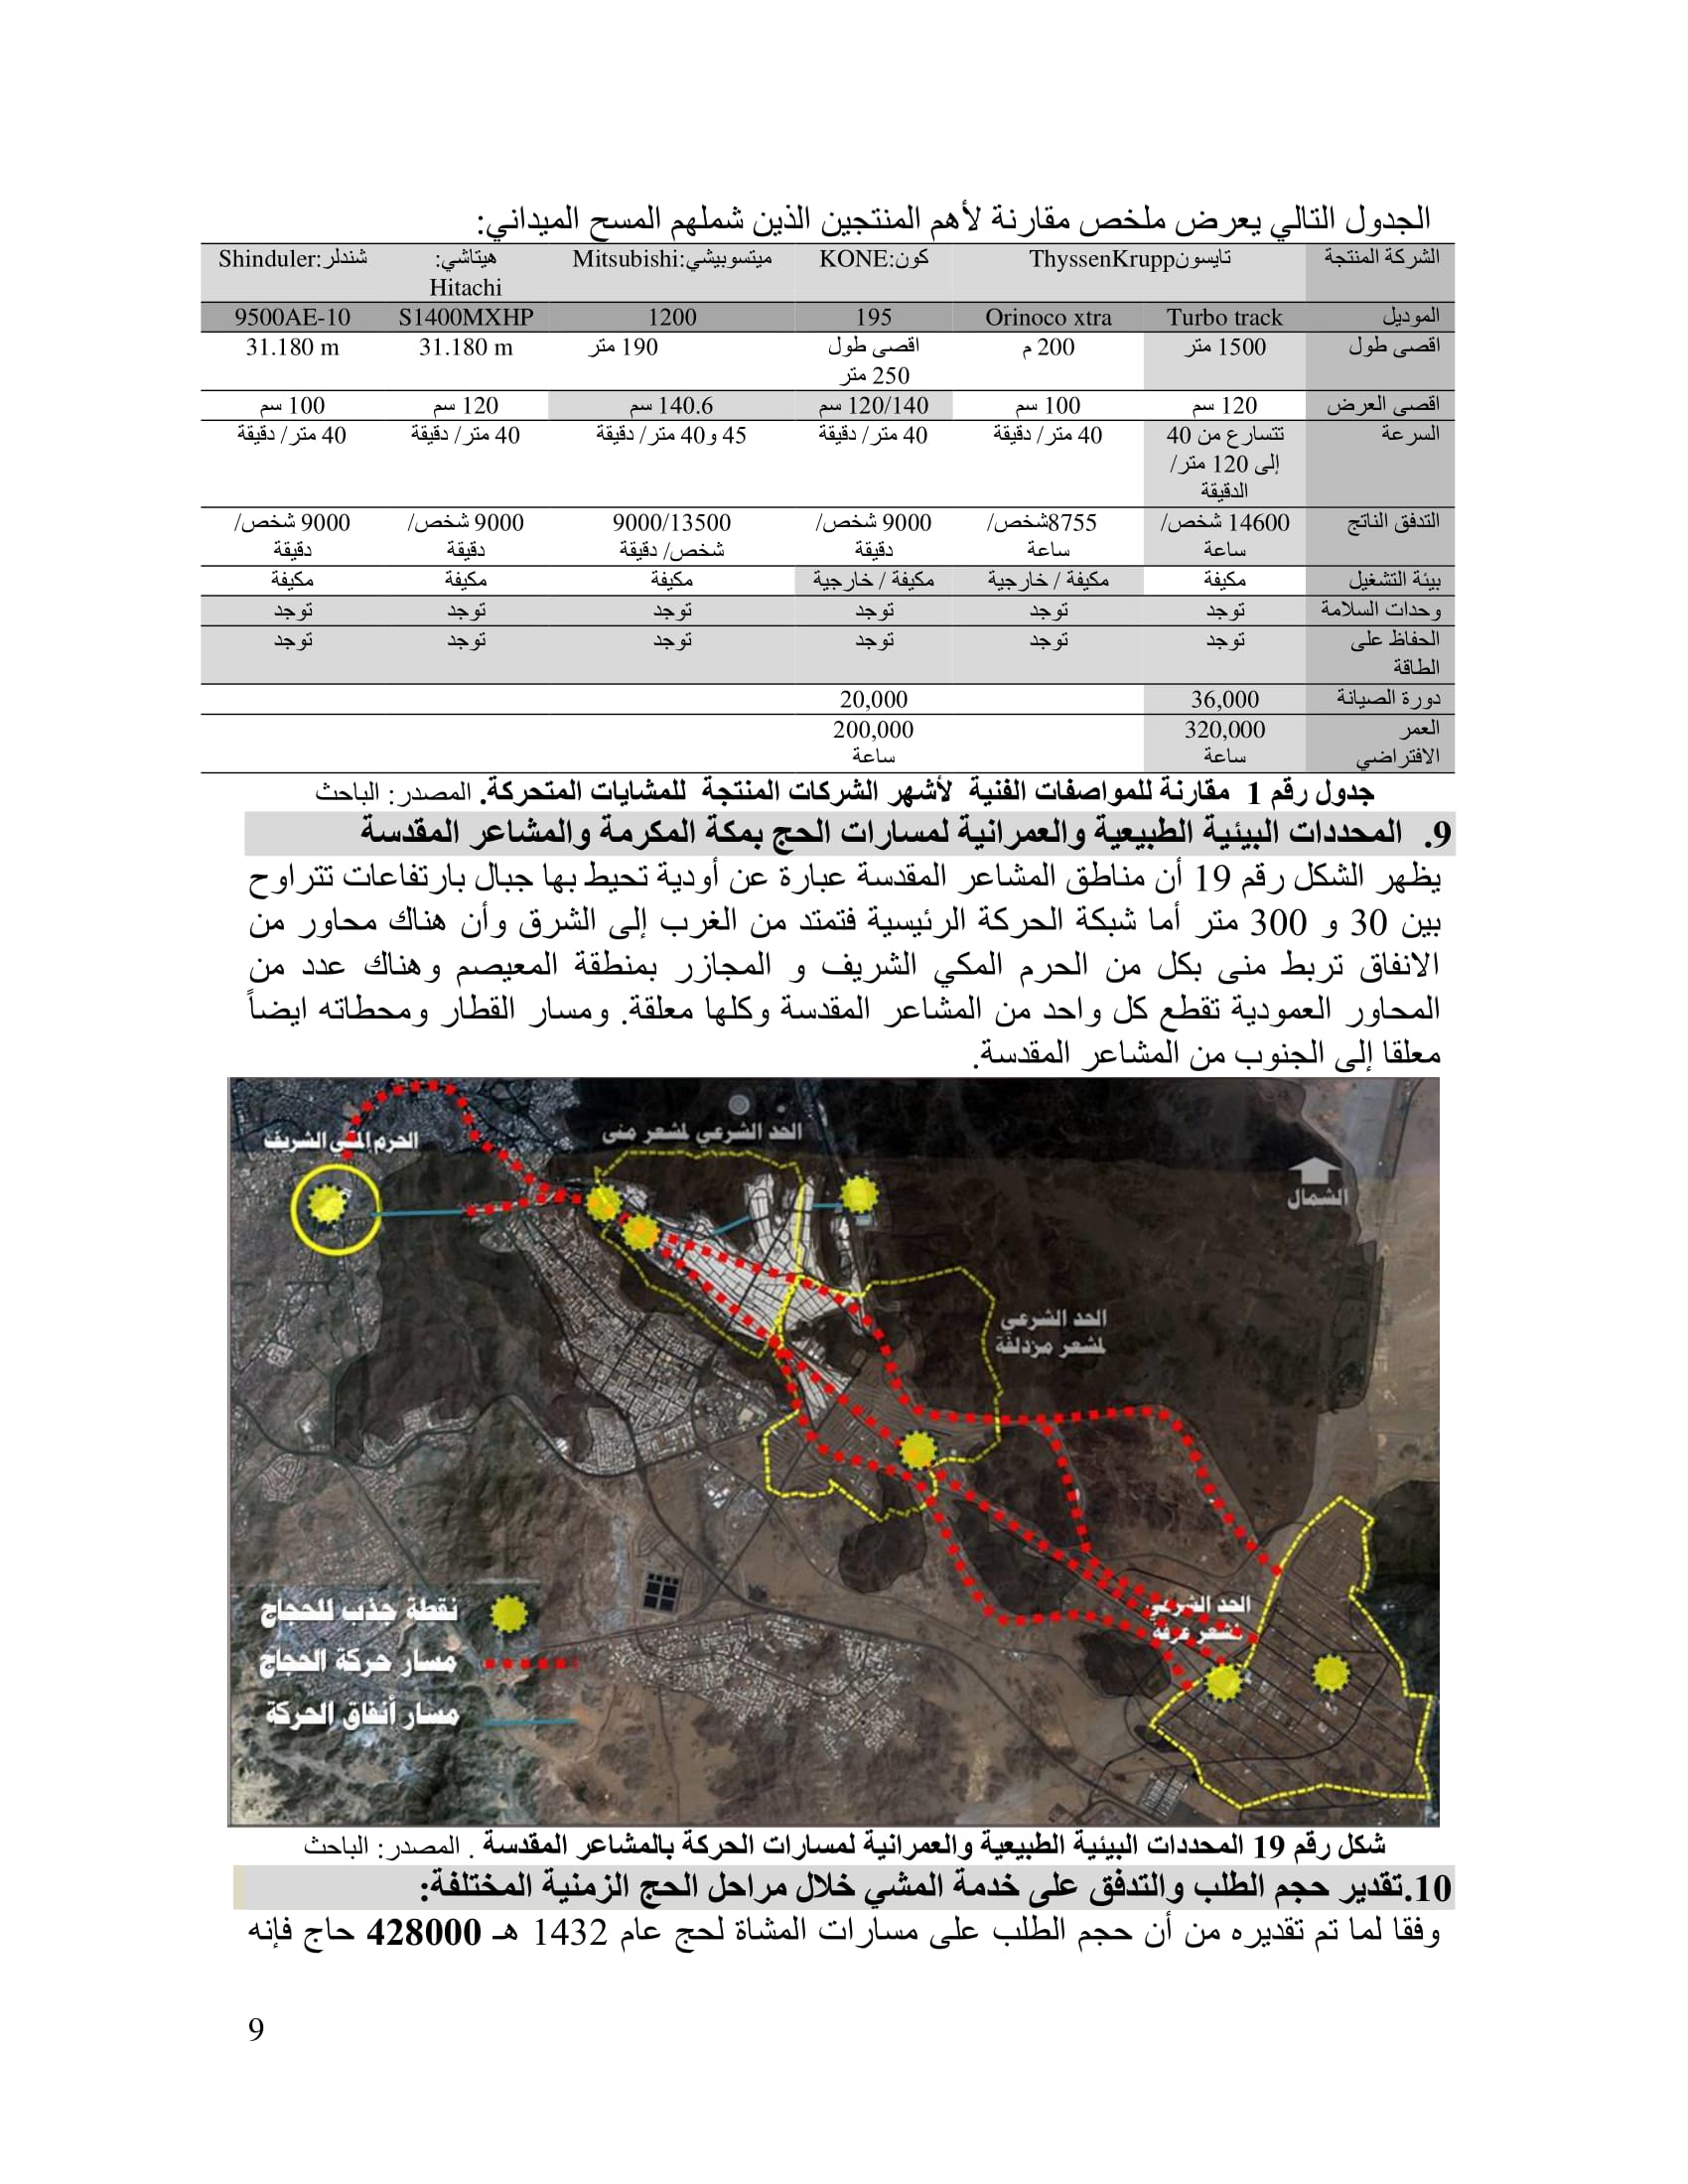 الجدول التالي يعرض ملخص مقارنة لأهم المنتجين الذين شملهم المسح الميداني:
الشركة المنتجة تايسونThyssenKrupp كون:KONE ميتسوبيشي:Mitsubishi هيتاشي: Hitachi شندلر:Shinduler
الموديل Turbo track Orinoco xtra 195 1200 S1400MXHP 9500AE-10
اقصى طول 1500 متر 200 م اقصى طول 250 متر 190 متر 31.180 m 31.180 m
اقصى العرض 120 سم 100 سم 120/140 سم 140.6 سم 120 سم 100 سم
السرعة تتسارع من 40 إلى 120 متر/ الدقيقة 40 متر/ دقيقة 40 متر/ دقيقة 45 و40 متر/ دقيقة 40 متر/ دقيقة 40 متر/ دقيقة
التدفق الناتج 14600 شخص/ ساعة 8755شخص/ ساعة 9000 شخص/ دقيقة 9000/13500 شخص/ دقيقة 9000 شخص/ دقيقة 9000 شخص/ دقيقة
بيئة التشغيل مكيفة مكيفة / خارجية مكيفة / خارجية مكيفة مكيفة مكيفة
وحدات السلامة توجد توجد توجد توجد توجد توجد
الحفاظ على الطاقة توجد توجد توجد توجد توجد توجد
دورة الصيانة 36,000 20,000
العمر الافتراضي 320,000 ساعة 200,000 ساعة
جدول رقم 1 مقارنة للمواصفات الفنية لأشهر الشركات المنتجة للمشايات المتحركة. المصدر: الباحث
9. المحددات البيئية الطبيعية والعمرانية لمسارات الحج بمكة المكرمة والمشاعر المقدسة
يظهر الشكل رقم 19 أن مناطق المشاعر المقدسة عبارة عن أودية تحيط بها جبال بارتفاعات تتراوح
بين 30 و 300 متر أما شبكة الحركة الرئيسية فتمتد من الغرب إلى الشرق وأن هناك محاور من
الانفاق تربط منى بكل من الحرم المكي الشريف و المجازر بمنطقة المعيصم وهناك عدد من
المحاور العمودية تقطع كل واحد من المشاعر المقدسة وكلها معلقة. ومسار القطار ومحطاته ايضاً
معلقا إلى الجنوب من المشاعر المقدسة.
الحد الشرعي لمشعر منى
الحرم المكي الشريف
الشمال
الحد الشرعي
لمشعر مزدلفة
الحد الشرعي
لمشعر عرفة
نقطة جذب للحجاج
مسار حركة الحجاج
مسار أنفاق الحركة
شكل رقم 19 المحددات البيئية الطبيعية والعمرانية لمسارات الحركة بالمشاعر المقدسة . المصدر: الباحث
10.تقدير حجم الطلب والتدفق على خدمة المشي خلال مراحل الحج الزمنية المختلفة:
وفقا لما تم تقديره من أن حجم الطلب على مسارات المشاة لحج عام 1432 هـ 428000 حاج فإنه
9